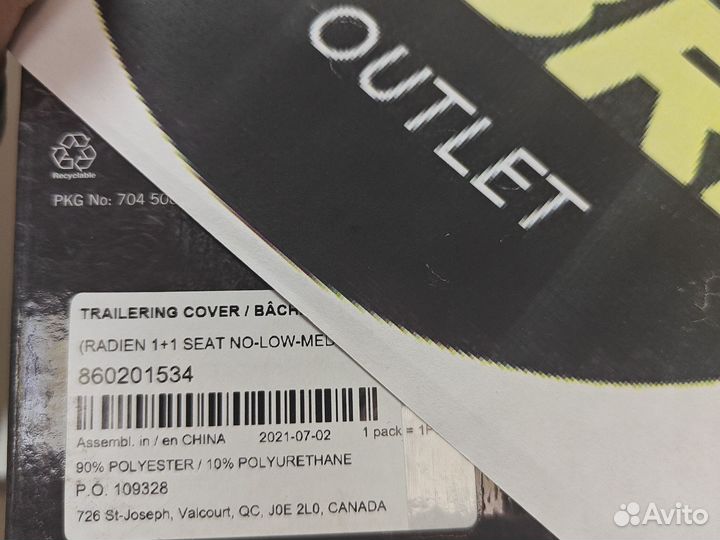 OUTLET
Recyclable
PKG No: 704 50
TRAILERING COVER / BÂCH
(RADIEN 1+1 SEAT NO-LOW-MED
860201534
Assembl. in / en CHINA 2021-07-02 1 pack = 1
90% POLYESTER / 10% POLYURETHANE
P.O. 109328
726 St-Joseph, Valcourt, QC, J0E 2L0, CANADA
Avito